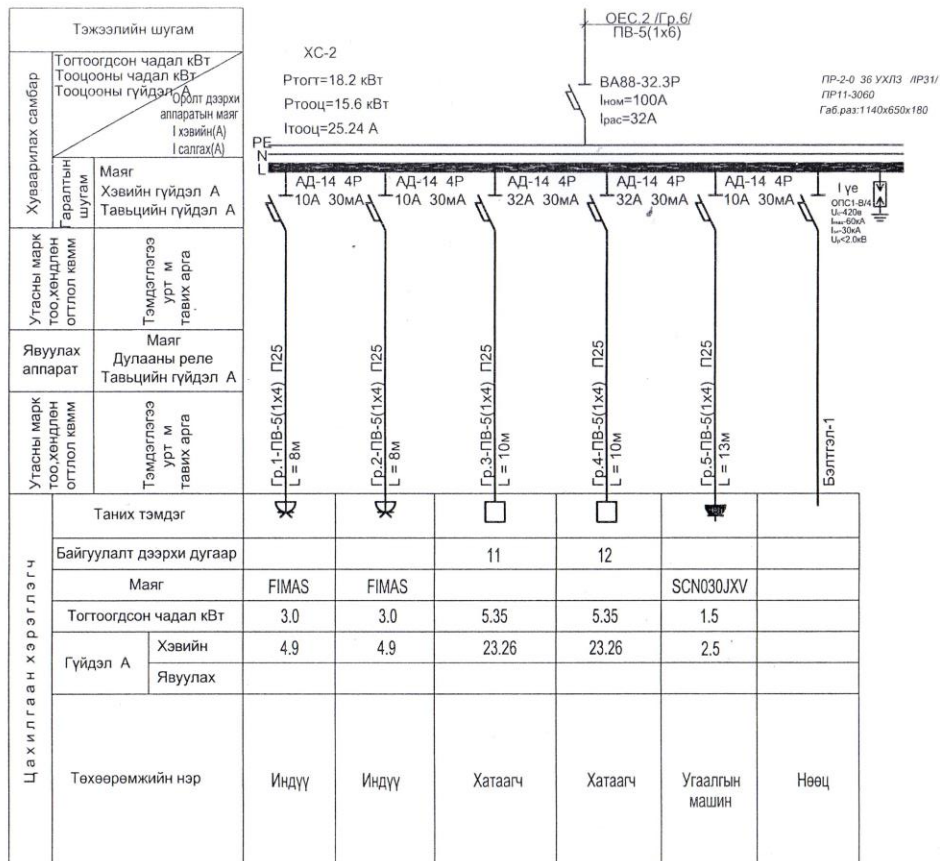 Тэжээлийн шугам
ОЕС.2 /Гр.6/
ПВ-5(1х6)
Хуваарилах самбар
Тогтоогдсон чадал кВт
Тооцооны чадал кВт
Тооцооны гүйдэл А
Оролт дээрхи
аппаратын маяг
I хэвийн(А)
I салгах(А)
ХС-2
Ртогт=18.2 кВт
Ртооц=15.6 кВт
Iтооц=25.24 А
ВА88-32.3Р
Iном=100А
Iрас=32А
ПР-2-0 36 УХЛЗ /IP31/
ПР11-3060
Габ.раз:1140х650х180
PE
N
L
Гаралтын
шугам
Маяг
Хэвийн гүйдэл А
Тавьцийн гүйдэл А
АД-14 4Р
10А 30мА
АД-14 4Р
10А 30мА
АД-14 4Р
32А 30мА
АД-14 4Р
32А 30мА
АД-14 4Р
10А 30мА
I үе
ОПС1-В/4
Uс-420в
Imax-60кА
Iн-30кА
Uр<2.0кВ
Утасны марк
тоо,хөндлөн
огтлол квмм
Тэмдэглэгээ
урт м
тавих арга
Явуулах
аппарат
Маяг
Дулааны реле
Тавьцийн гүйдэл А
Утасны марк
тоо,хөндлөн
огтлол квмм
Тэмдэглэгээ
урт м
тавих арга
Гр.1-ПВ-5(1х4) П25
L = 8м
Гр.2-ПВ-5(1х4) П25
L = 8м
Гр.3-ПВ-5(1х4) П25
L = 10м
Гр.4-ПВ-5(1х4) П25
L = 10м
Гр.5-ПВ-5(1х4) П25
L = 13м
Бэлтгэл-1
Цахилгаан хэрэглэгч
Таних тэмдэг
Байгуулалт дээрхи дугаар
11
12
Маяг
FIMAS
FIMAS
SCN030JXV
Тогтоогдсон чадал кВт
3.0
3.0
5.35
5.35
1.5
Гүйдэл А
Хэвийн
4.9
4.9
23.26
23.26
2.5
Явуулах
Төхөөрөмжийн нэр
Индүү
Индүү
Хатаагч
Хатаагч
Угаалгын
машин
Нөөц